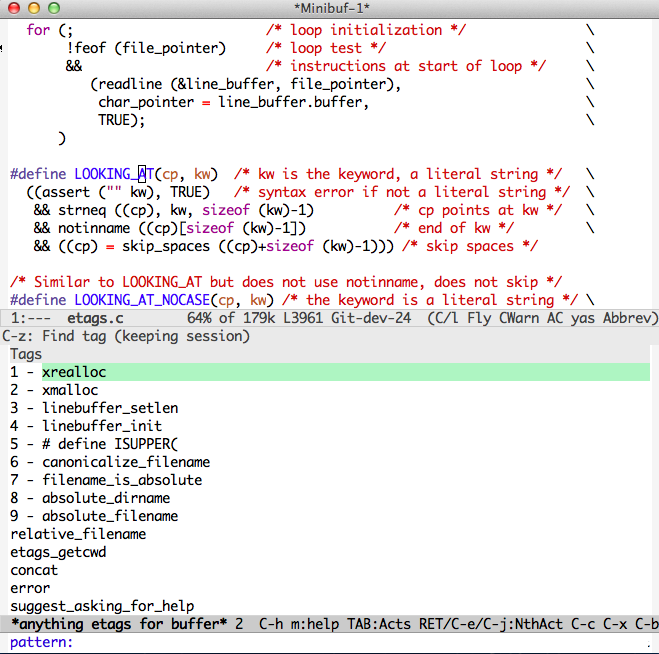 *Minibuf-1*
for (; /* loop initialization */ \
!feof (file_pointer) /* loop test */ \
&& /* instructions at start of loop */ \
(readline (&line_buffer, file_pointer), \
char_pointer = line_buffer.buffer, \
TRUE); \
)
#define LOOKING_AT(cp, kw) /* kw is the keyword, a literal string */ \
((assert ("" kw), TRUE) /* syntax error if not a literal string */ \
&& strneq ((cp), kw, sizeof (kw)-1) /* cp points at kw */ \
&& notinname ((cp)[sizeof (kw)-1]) /* end of kw */ \
&& ((cp) = skip_spaces ((cp)+sizeof (kw)-1))) /* skip spaces */
/* Similar to LOOKING_AT but does not use notinname, does not skip */
#define LOOKING_AT_NOCASE(cp, kw) /* the keyword is a literal string */ \
1:--- etags.c 64% of 179k L3961 Git-dev-24 (C/l Fly CWarn AC yas Abbrev)
C-z: Find tag (keeping session)
Tags
1 - xrealloc
2 - xmalloc
3 - linebuffer_setlen
4 - linebuffer_init
5 - # define ISUPPER(
6 - canonicalize_filename
7 - filename_is_absolute
8 - absolute_dirname
9 - absolute_filename
relative_filename
etags_getcwd
concat
error
suggest_asking_for_help
*anything etags for buffer* 2 C-h m:help TAB:Acts RET/C-e/C-j:NthAct C-c C-x C-b
pattern: